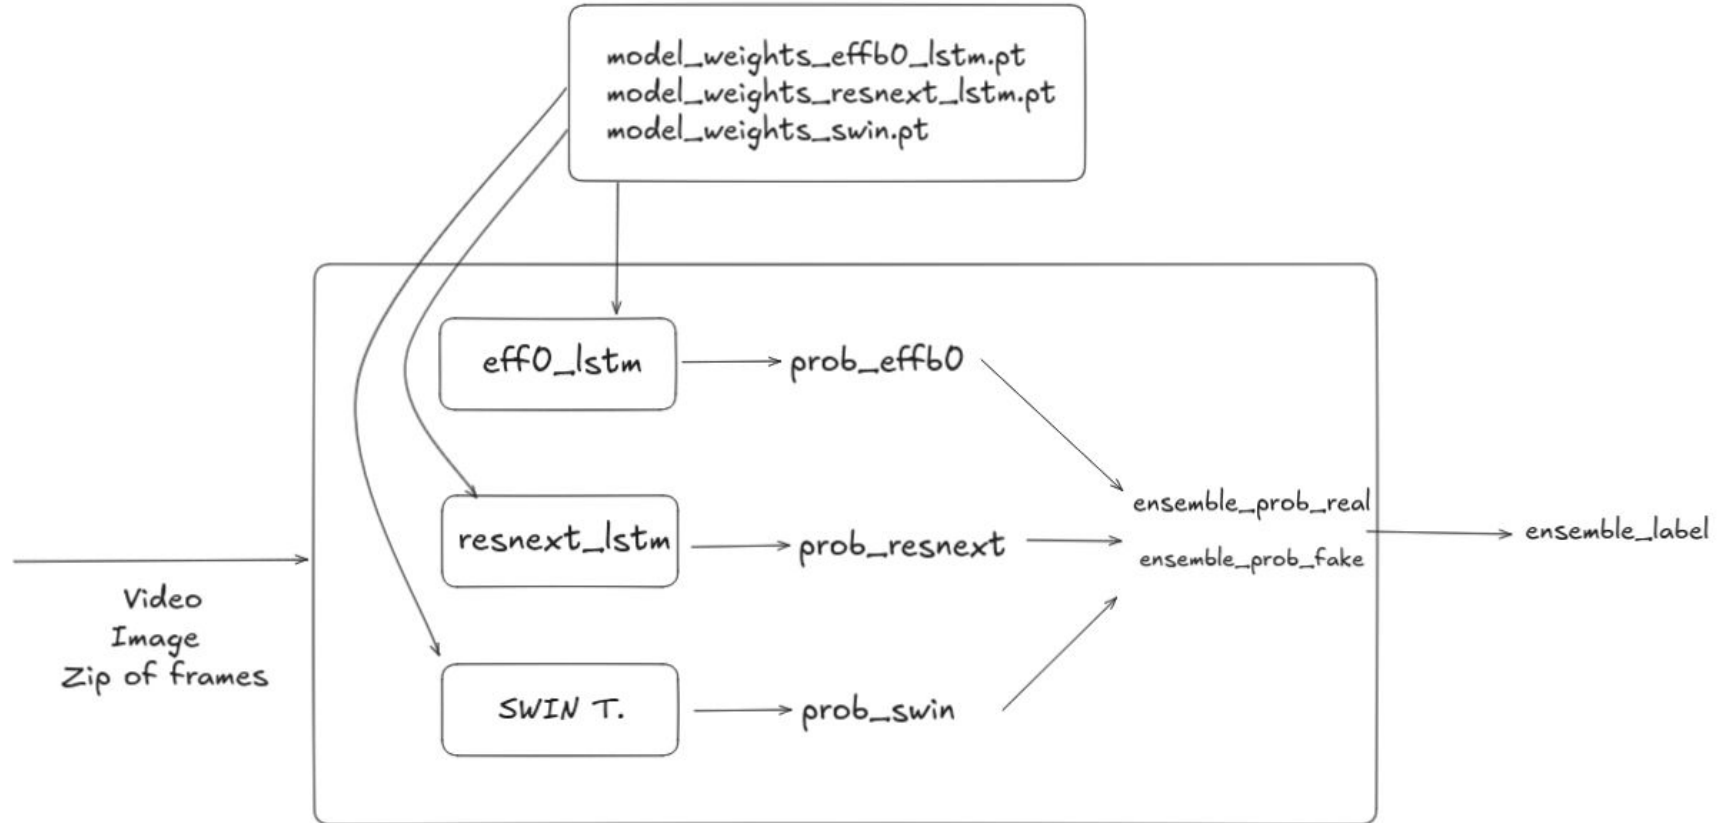 model_weights_effb0_lstm.pt
model_weights_resnext_lstm.pt
model_weights_swin.pt
eff0_lstm
prob_effb0
resnext_lstm
prob_resnext
SWIN T.
prob_swin
ensemble_prob_real
ensemble_prob_fake
ensemble_label
Video
Image
Zip of frames